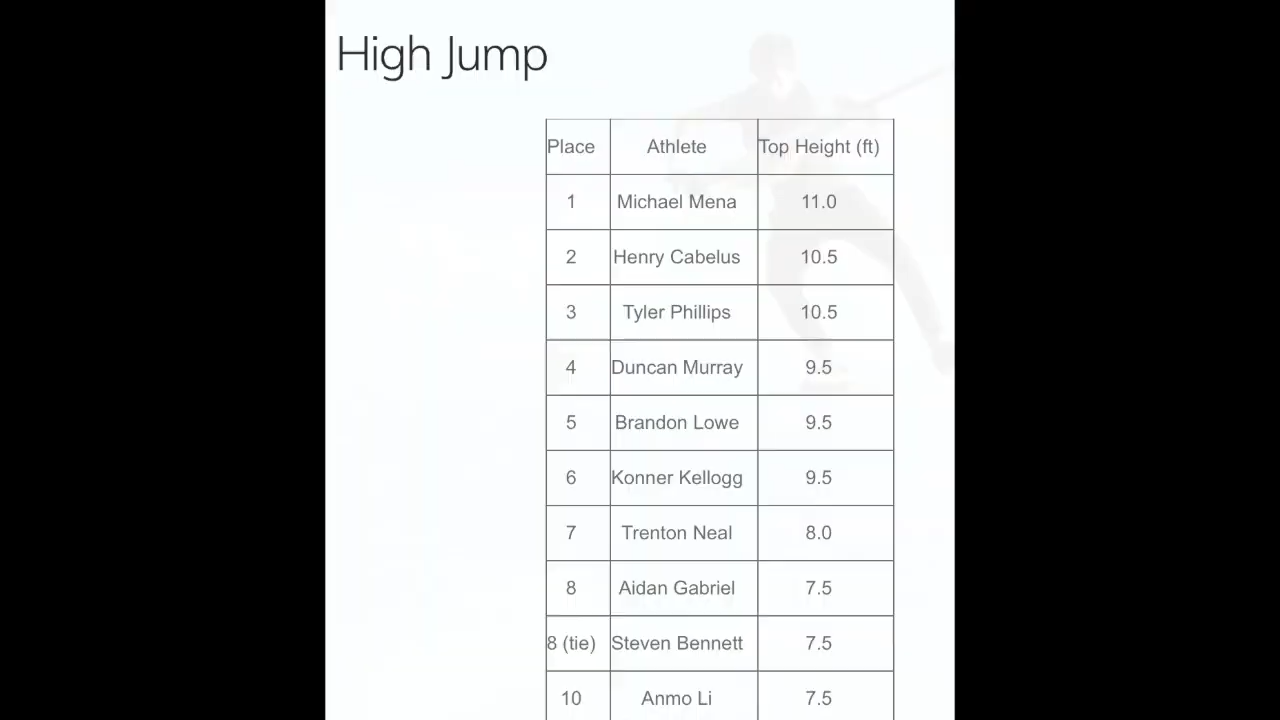 High Jump
Place Athlete Top Height (ft)
1 Michael Mena 11.0
2 Henry Cabelus 10.5
3 Tyler Phillips 10.5
4 Duncan Murray 9.5
5 Brandon Lowe 9.5
6 Konner Kellogg 9.5
7 Trenton Neal 8.0
8 Aidan Gabriel 7.5
8 (tie) Steven Bennett 7.5
10 Anmo Li 7.5